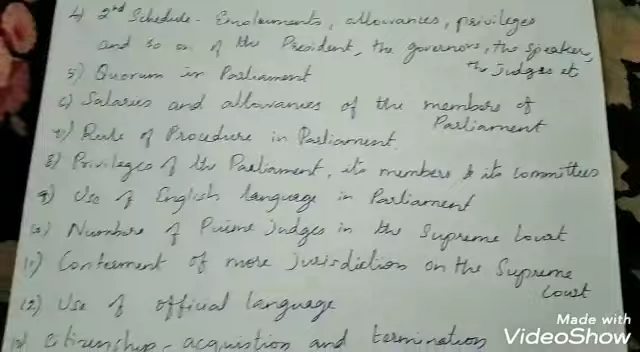 4) 2nd Schedule - Emoluments, allowances, privileges
and so on of the President, the governors, the Speaker,
the Judges etc
5) Quorum in Parliament
6) Salaries and allowances of the members of
Parliament
7) Rule of Procedure in Parliament.
8) Privileges of the Parliament, its members & its committees
9) Use of English language in Parliament
10) Number of Puisne Judges in the Supreme Court
11) Conferment of more Jurisdiction on the Supreme
Court
12) Use of official language
13) Citizenship - acquistion and termination
Made with
VideoShow